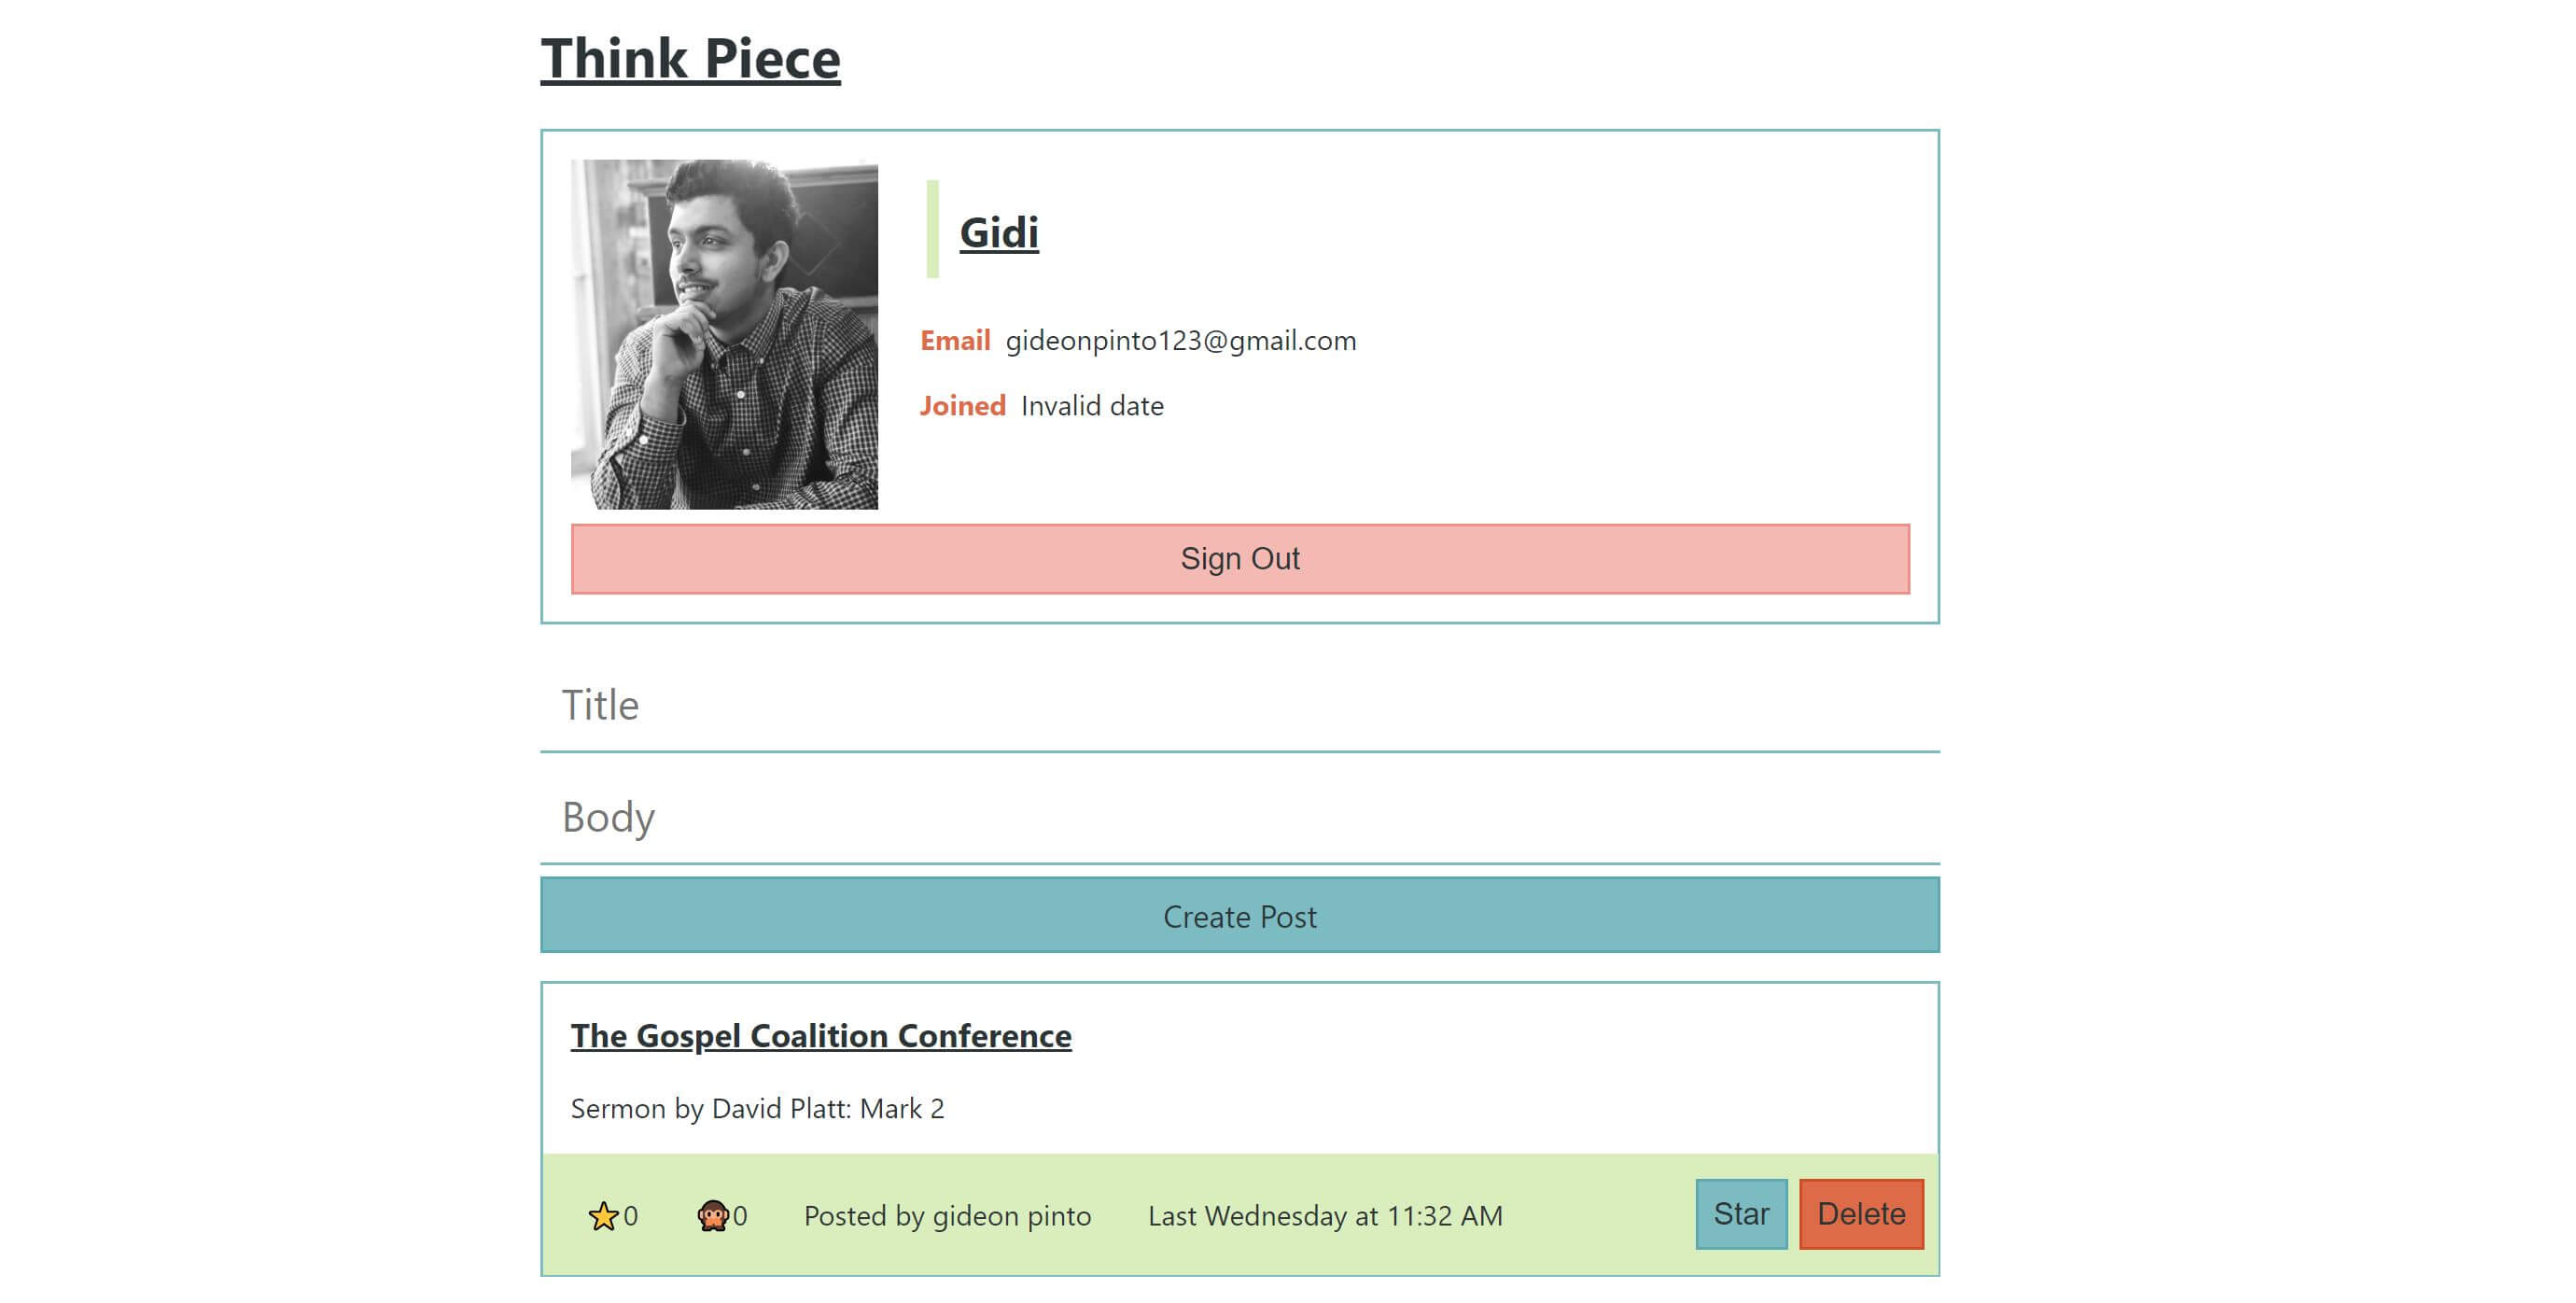 Think Piece
Gidi
Email gideonpinto123@gmail.com
Joined Invalid date
Sign Out
Title
Body
Create Post
The Gospel Coalition Conference
Sermon by David Platt: Mark 2
⭐0 🙊0 Posted by gideon pinto Last Wednesday at 11:32 AM Star Delete